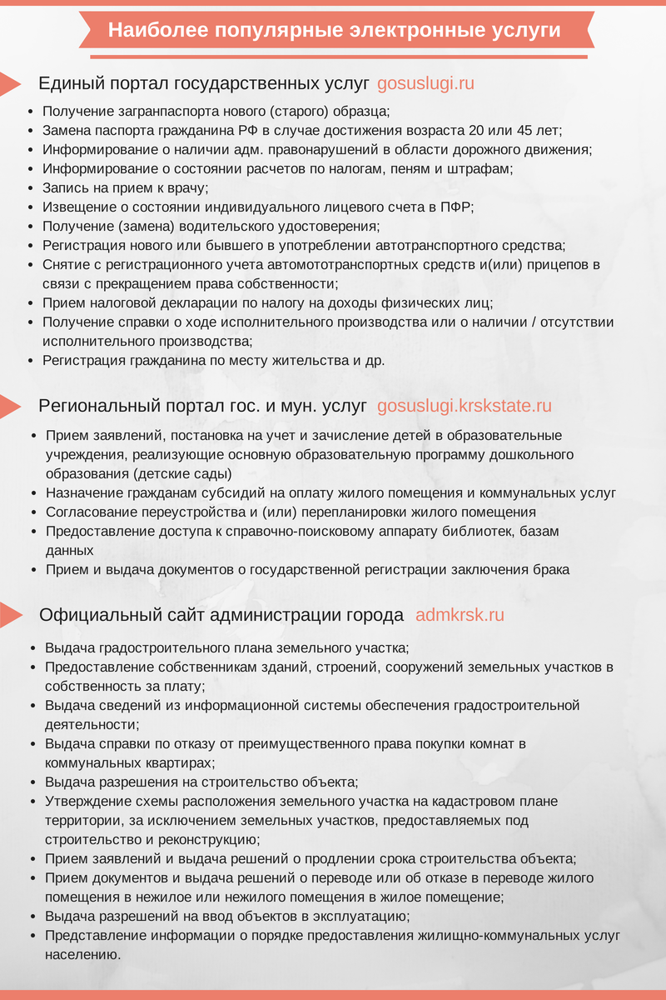 Наиболее популярные электронные услуги
Единый портал государственных услуг gosuslugi.ru
• Получение загранпаспорта нового (старого) образца;
• Замена паспорта гражданина РФ в случае достижения возраста 20 или 45 лет;
• Информирование о наличии адм. правонарушений в области дорожного движения;
• Информирование о состоянии расчетов по налогам, пеням и штрафам;
• Запись на прием к врачу;
• Извещение о состоянии индивидуального лицевого счета в ПФР;
• Получение (замена) водительского удостоверения;
• Регистрация нового или бывшего в употреблении автотранспортного средства;
• Снятие с регистрационного учета автомототранспортных средств и(или) прицепов в
связи с прекращением права собственности;
• Прием налоговой декларации по налогу на доходы физических лиц;
• Получение справки о ходе исполнительного производства или о наличии / отсутствии
исполнительного производства;
• Регистрация гражданина по месту жительства и др.
Региональный портал гос. и мун. услуг gosuslugi.krskstate.ru
• Прием заявлений, постановка на учет и зачисление детей в образовательные
учреждения, реализующие основную образовательную программу дошкольного
образования (детские сады)
• Назначение гражданам субсидий на оплату жилого помещения и коммунальных услуг
• Согласование переустройства и (или) перепланировки жилого помещения
• Предоставление доступа к справочно-поисковому аппарату библиотек, базам
данных
• Прием и выдача документов о государственной регистрации заключения брака
Официальный сайт администрации города admkrsk.ru
• Выдача градостроительного плана земельного участка;
• Предоставление собственникам зданий, строений, сооружений земельных участков в
собственность за плату;
• Выдача сведений из информационной системы обеспечения градостроительной
деятельности;
• Выдача справки по отказу от преимущественного права покупки комнат в
коммунальных квартирах;
• Выдача разрешения на строительство объекта;
• Утверждение схемы расположения земельного участка на кадастровом плане
территории, за исключением земельных участков, предоставляемых под
строительство и реконструкцию;
• Прием заявлений и выдача решений о продлении срока строительства объекта;
• Прием документов и выдача решений о переводе или об отказе в переводе жилого
помещения в нежилое или нежилого помещения в жилое помещение;
• Выдача разрешений на ввод объектов в эксплуатацию;
• Представление информации о порядке предоставления жилищно-коммунальных услуг
населению.